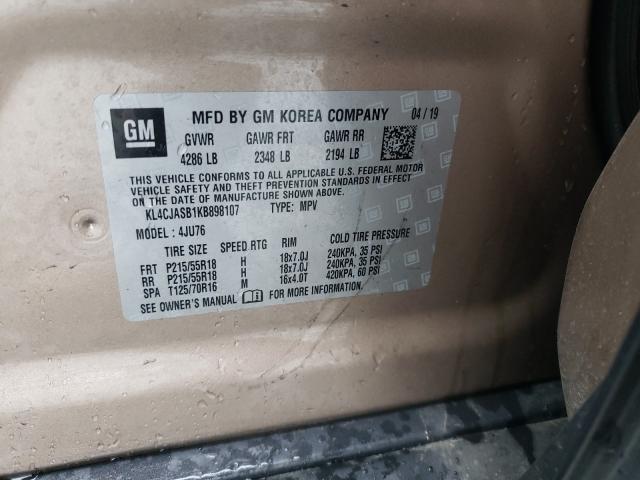 GM
MFD BY GM KOREA COMPANY 04 / 19
GVWR GAWR FRT GAWR RR
4286 LB 2348 LB 2194 LB
THIS VEHICLE CONFORMS TO ALL APPLICABLE U.S. FEDERAL MOTOR
VEHICLE SAFETY AND THEFT PREVENTION STANDARDS IN EFFECT
ON THE DATE OF MANUFACTURE SHOWN ABOVE.
KL4CJASB1KB898107 TYPE: MPV
MODEL : 4JU76
TIRE SIZE SPEED RTG RIM COLD TIRE PRESSURE
FRT P215/55R18 H 18x7.0J 240KPA, 35 PSI
RR P215/55R18 H 18x7.0J 240KPA, 35 PSI
SPA T125/70R16 M 16x4.0T 420KPA, 60 PSI
SEE OWNER'S MANUAL FOR MORE INFORMATION.